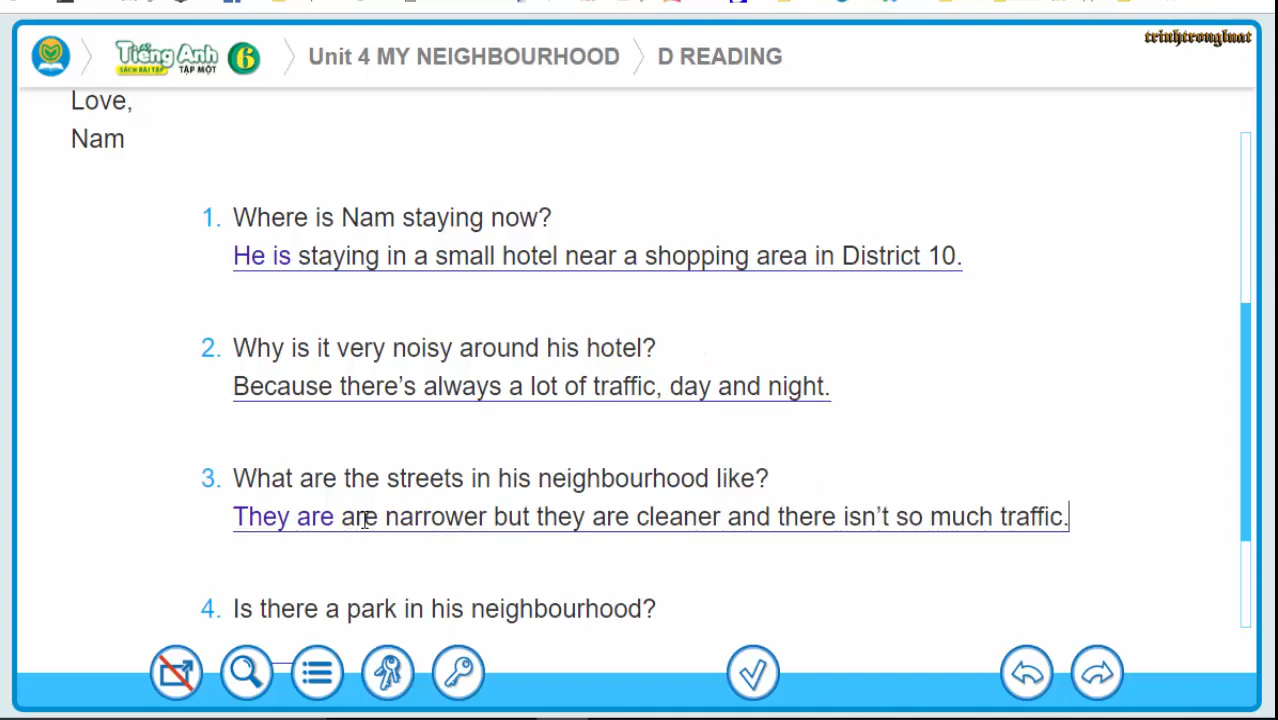 trinhtrongluat
Tiếng Anh 6
SÁCH BÀI TẬP TẬP MỘT
Unit 4 MY NEIGHBOURHOOD
D READING
Love,
Nam
1. Where is Nam staying now?
He is staying in a small hotel near a shopping area in District 10.
2. Why is it very noisy around his hotel?
Because there's always a lot of traffic, day and night.
3. What are the streets in his neighbourhood like?
They are are narrower but they are cleaner and there isn't so much traffic.
4. Is there a park in his neighbourhood?